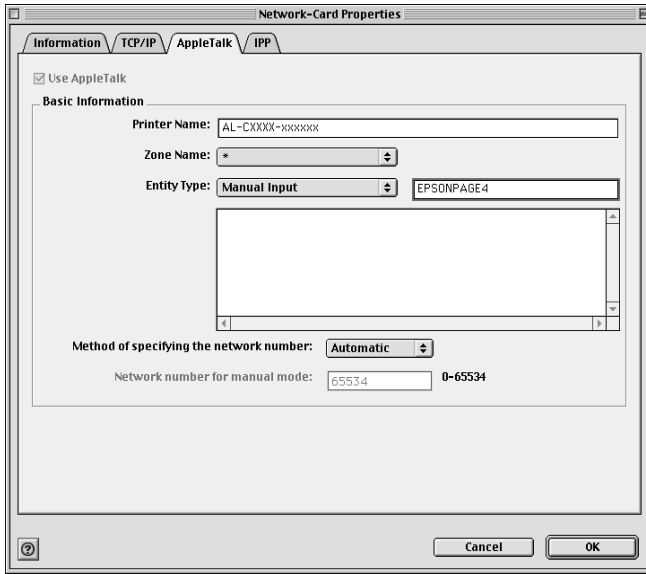 Network-Card Properties
Information TCP/IP AppleTalk IPP
Use AppleTalk
Basic Information
Printer Name: AL-CXXXX-xxxxxx
Zone Name: *
Entity Type: Manual Input EPSONPAGE4
Method of specifying the network number: Automatic
Network number for manual mode: 65534 0-65534
? Cancel OK